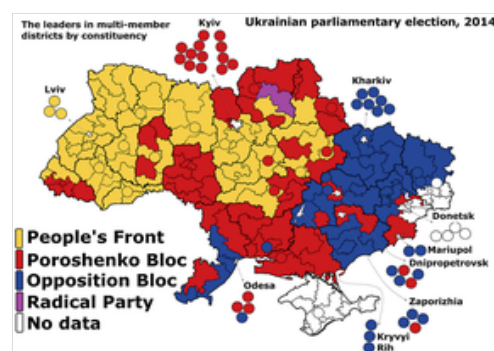 The leaders in multi-member
districts by constituency
Kyiv
Ukrainian parliamentary election, 2014
Lviv
Kharkiv
Donetsk
People's Front
Poroshenko Bloc
Opposition Bloc
Radical Party
No data
Odesa
Mariupol
Dnipropetrovsk
Zaporizhia
Kryvyi
Rih